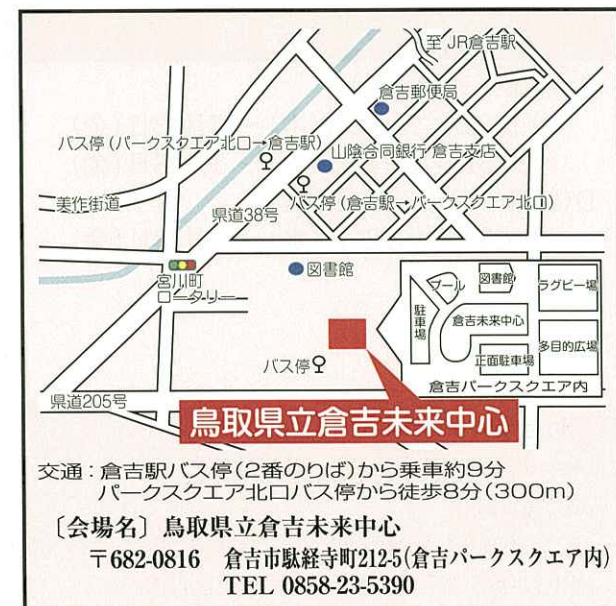 至 JR倉吉駅
倉吉郵便局
バス停(パークスクエア北口→倉吉駅)
山陰合同銀行 倉吉支店
バス停(倉吉駅→パークスクエア北口)
美作街道
県道38号
宮川町
ロータリー
図書館
プール
図書館
ラグビー場
駐車場
倉吉未来中心
多目的広場
正面駐車場
倉吉パークスクエア内
バス停
県道205号
鳥取県立倉吉未来中心
交通:倉吉駅バス停(2番のりば)から乗車約9分
パークスクエア北口バス停から徒歩8分(300m)
〔会場名〕鳥取県立倉吉未来中心
〒682-0816 倉吉市駄経寺町212-5(倉吉パークスクエア内)
TEL 0858-23-5390